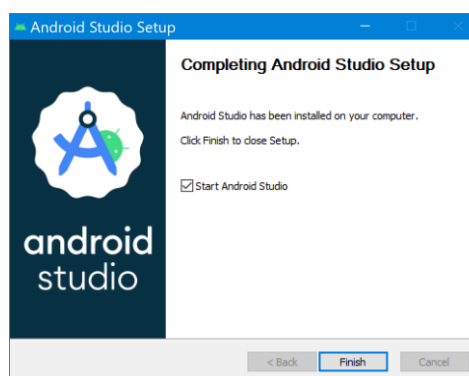 Android Studio Setup
Completing Android Studio Setup
Android Studio has been installed on your computer.
Click Finish to close Setup.
Start Android Studio
android
studio
< Back
Finish
Cancel